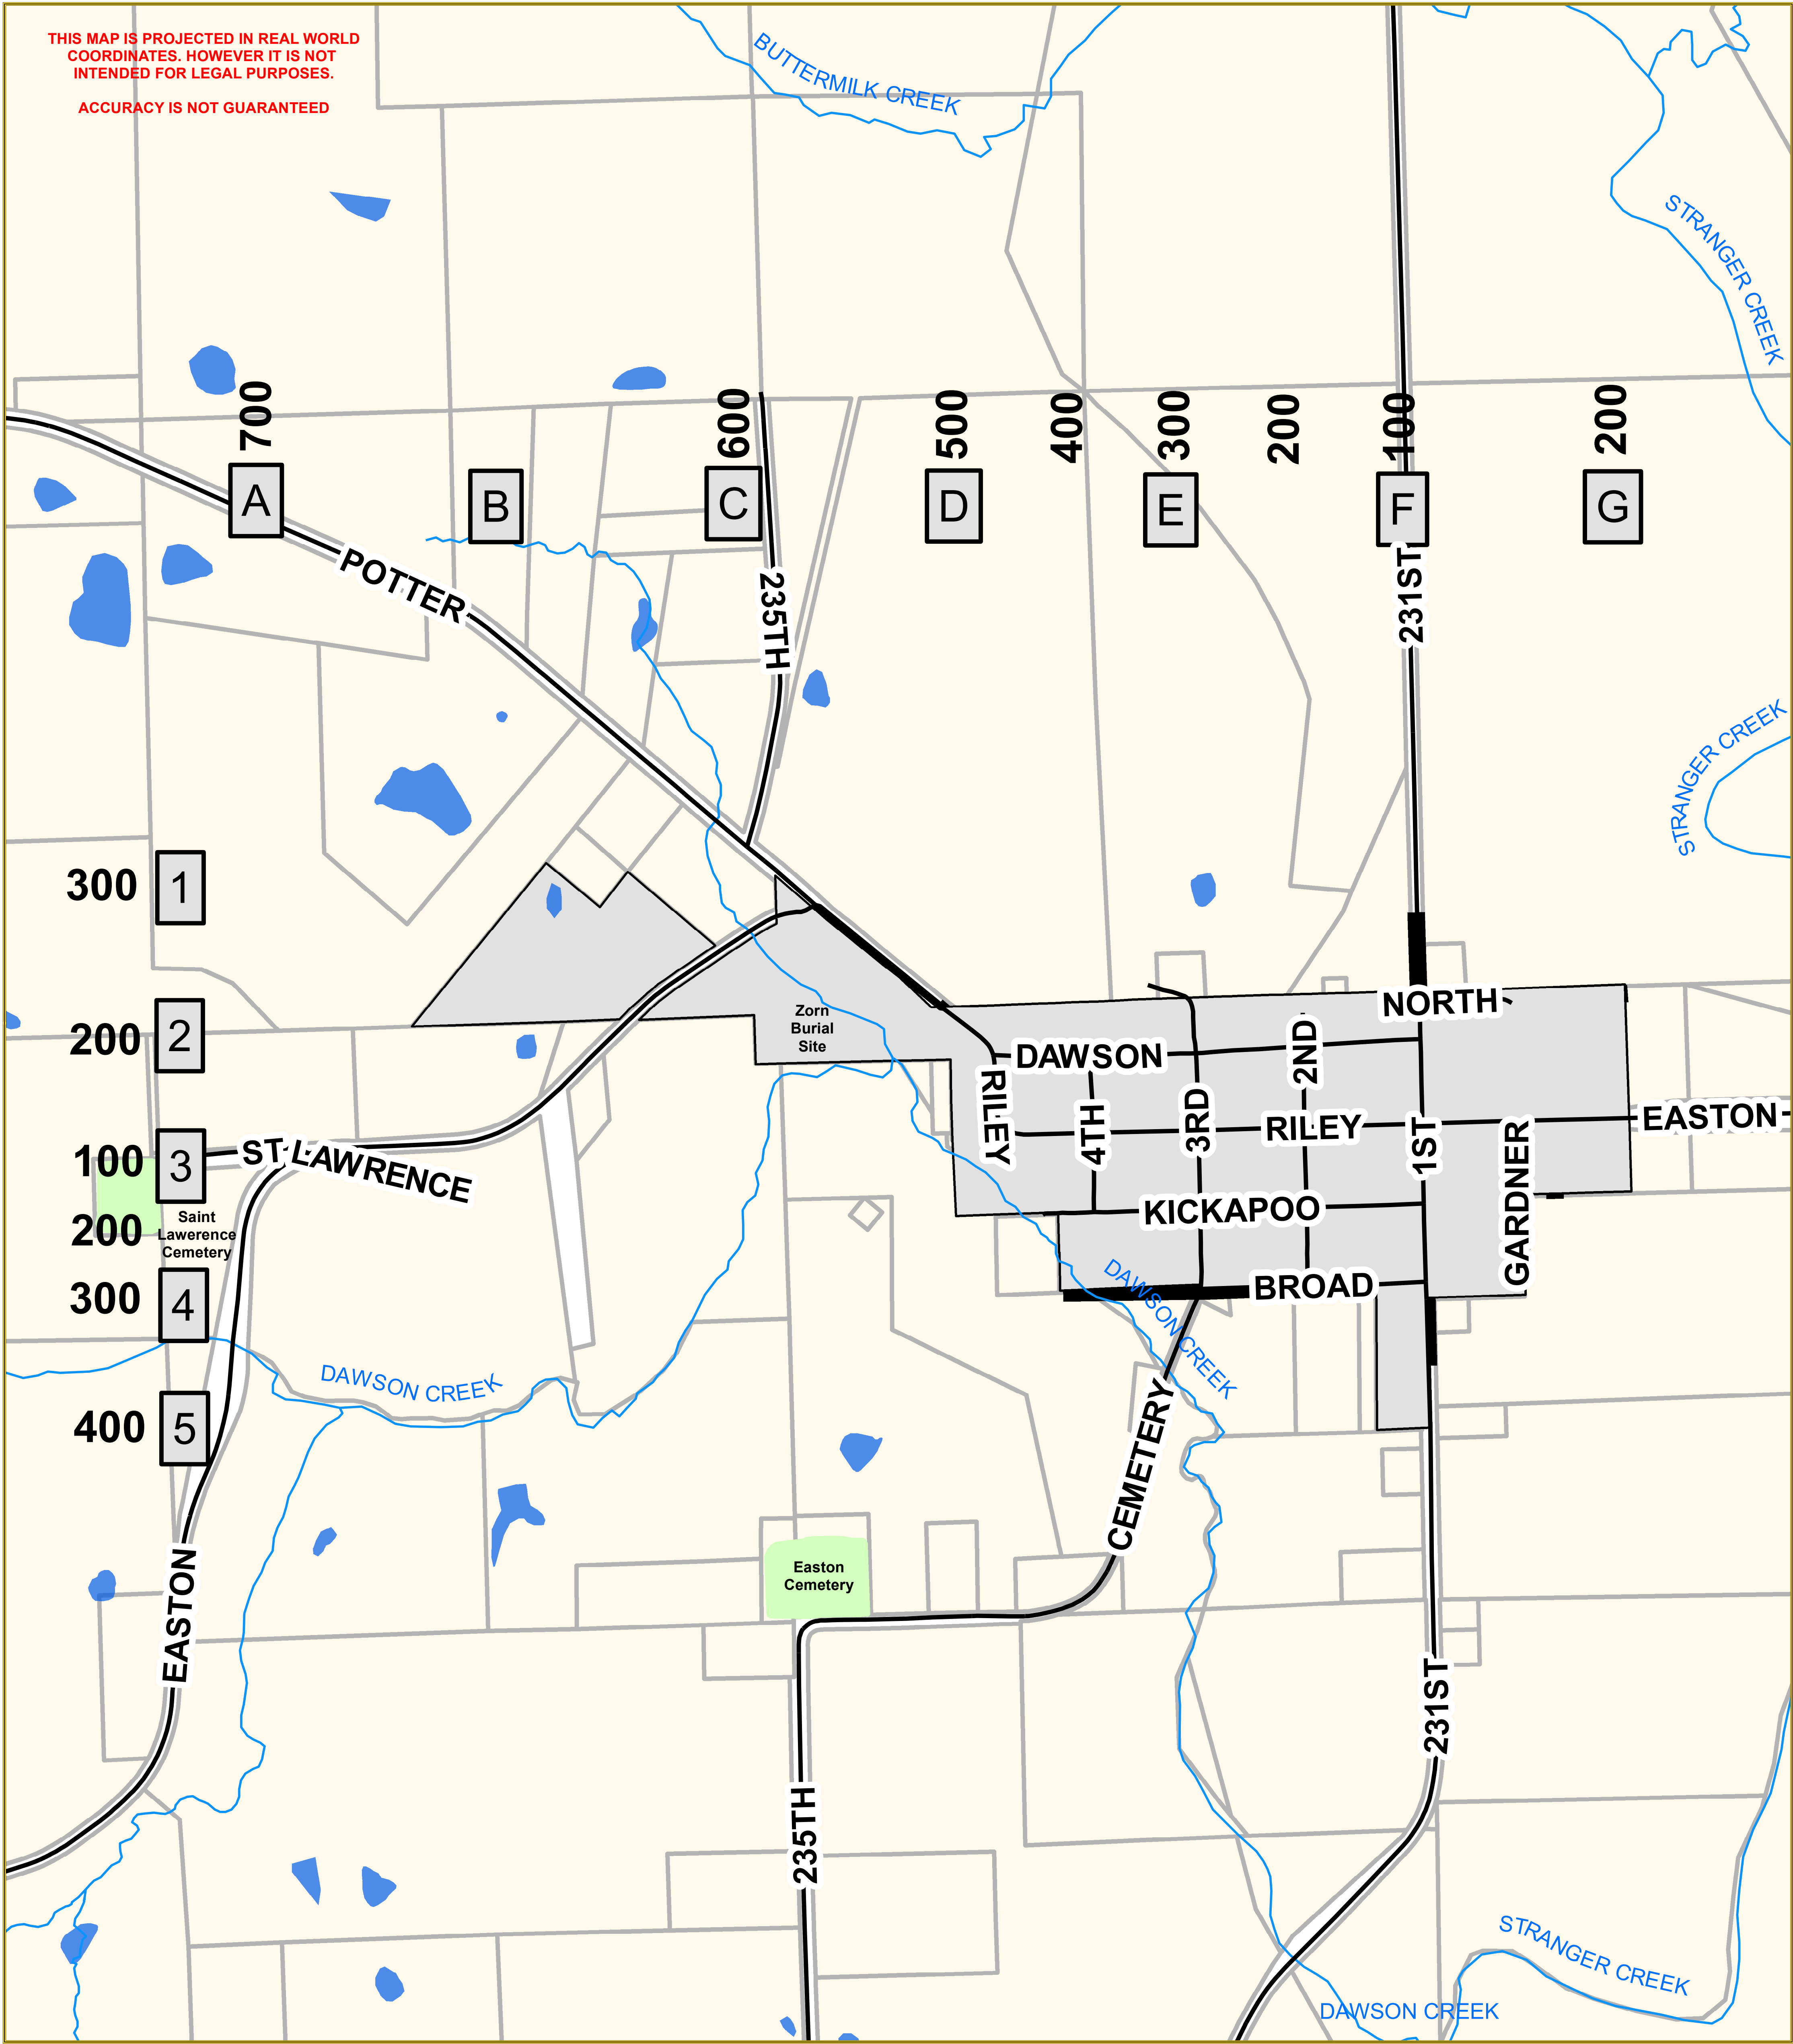 THIS MAP IS PROJECTED IN REAL WORLD
COORDINATES. HOWEVER IT IS NOT
INTENDED FOR LEGAL PURPOSES.
ACCURACY IS NOT GUARANTEED
BUTTERMILK CREEK
STRANGER CREEK
700
600
500
400
300
200
100
200
A
B
C
D
E
F
G
POTTER
235TH
231ST
STRANGER CREEK
300
1
200
2
Zorn
Burial
Site
NORTH
DAWSON
2ND
RILEY
4TH
3RD
RILEY
1ST
EASTON
GARDNER
100
3
ST LAWRENCE
200
Saint
Lawerence
Cemetery
KICKAPOO
300
4
BROAD
DAWSON CREEK
DAWSON CREEK
400
5
CEMETERY
EASTON
Easton
Cemetery
231ST
235TH
STRANGER CREEK
DAWSON CREEK